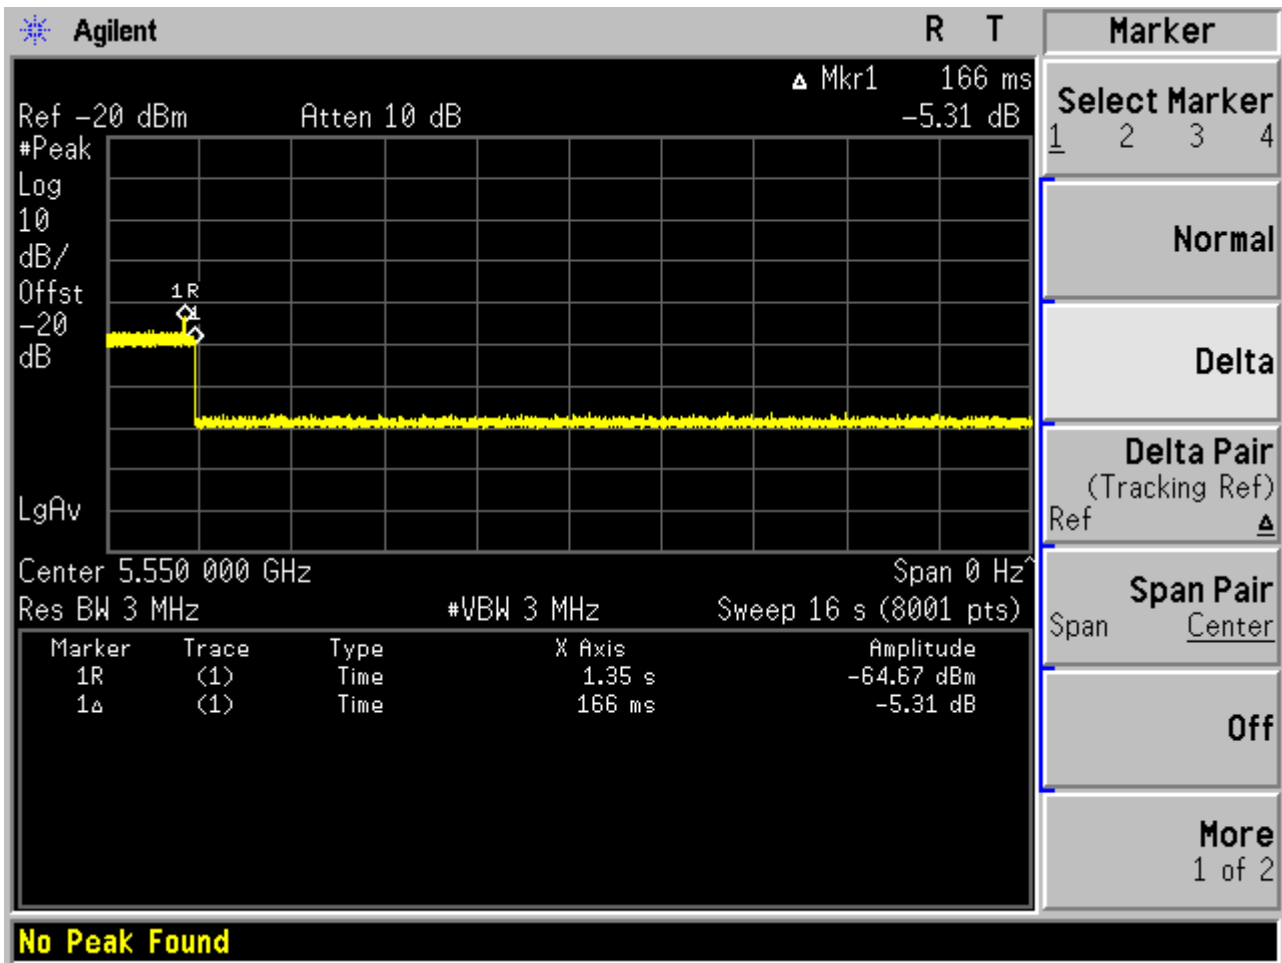 Agilent R T
Marker
▵ Mkr1 166 ms
Ref -20 dBm Atten 10 dB -5.31 dB
#Peak
Log
10
dB/
Offst
-20
dB
LgAv
1R
1
Center 5.550 000 GHz Span 0 Hz^
Res BW 3 MHz #VBW 3 MHz Sweep 16 s (8001 pts)
Marker Trace Type X Axis Amplitude
1R (1) Time 1.35 s -64.67 dBm
1▵ (1) Time 166 ms -5.31 dB
Select Marker
1 2 3 4
Normal
Delta
Delta Pair
(Tracking Ref)
Ref ▵
Span Pair
Span Center
Off
More
1 of 2
No Peak Found